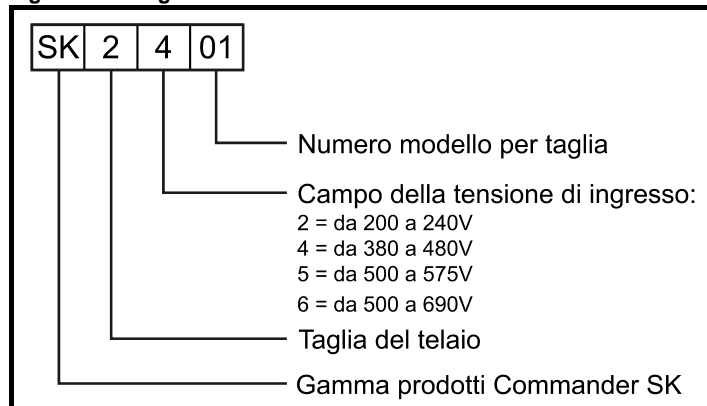 SK 2 4 01
Numero modello per taglia
Campo della tensione di ingresso:
2 = da 200 a 240V
4 = da 380 a 480V
5 = da 500 a 575V
6 = da 500 a 690V
Taglia del telaio
Gamma prodotti Commander SK